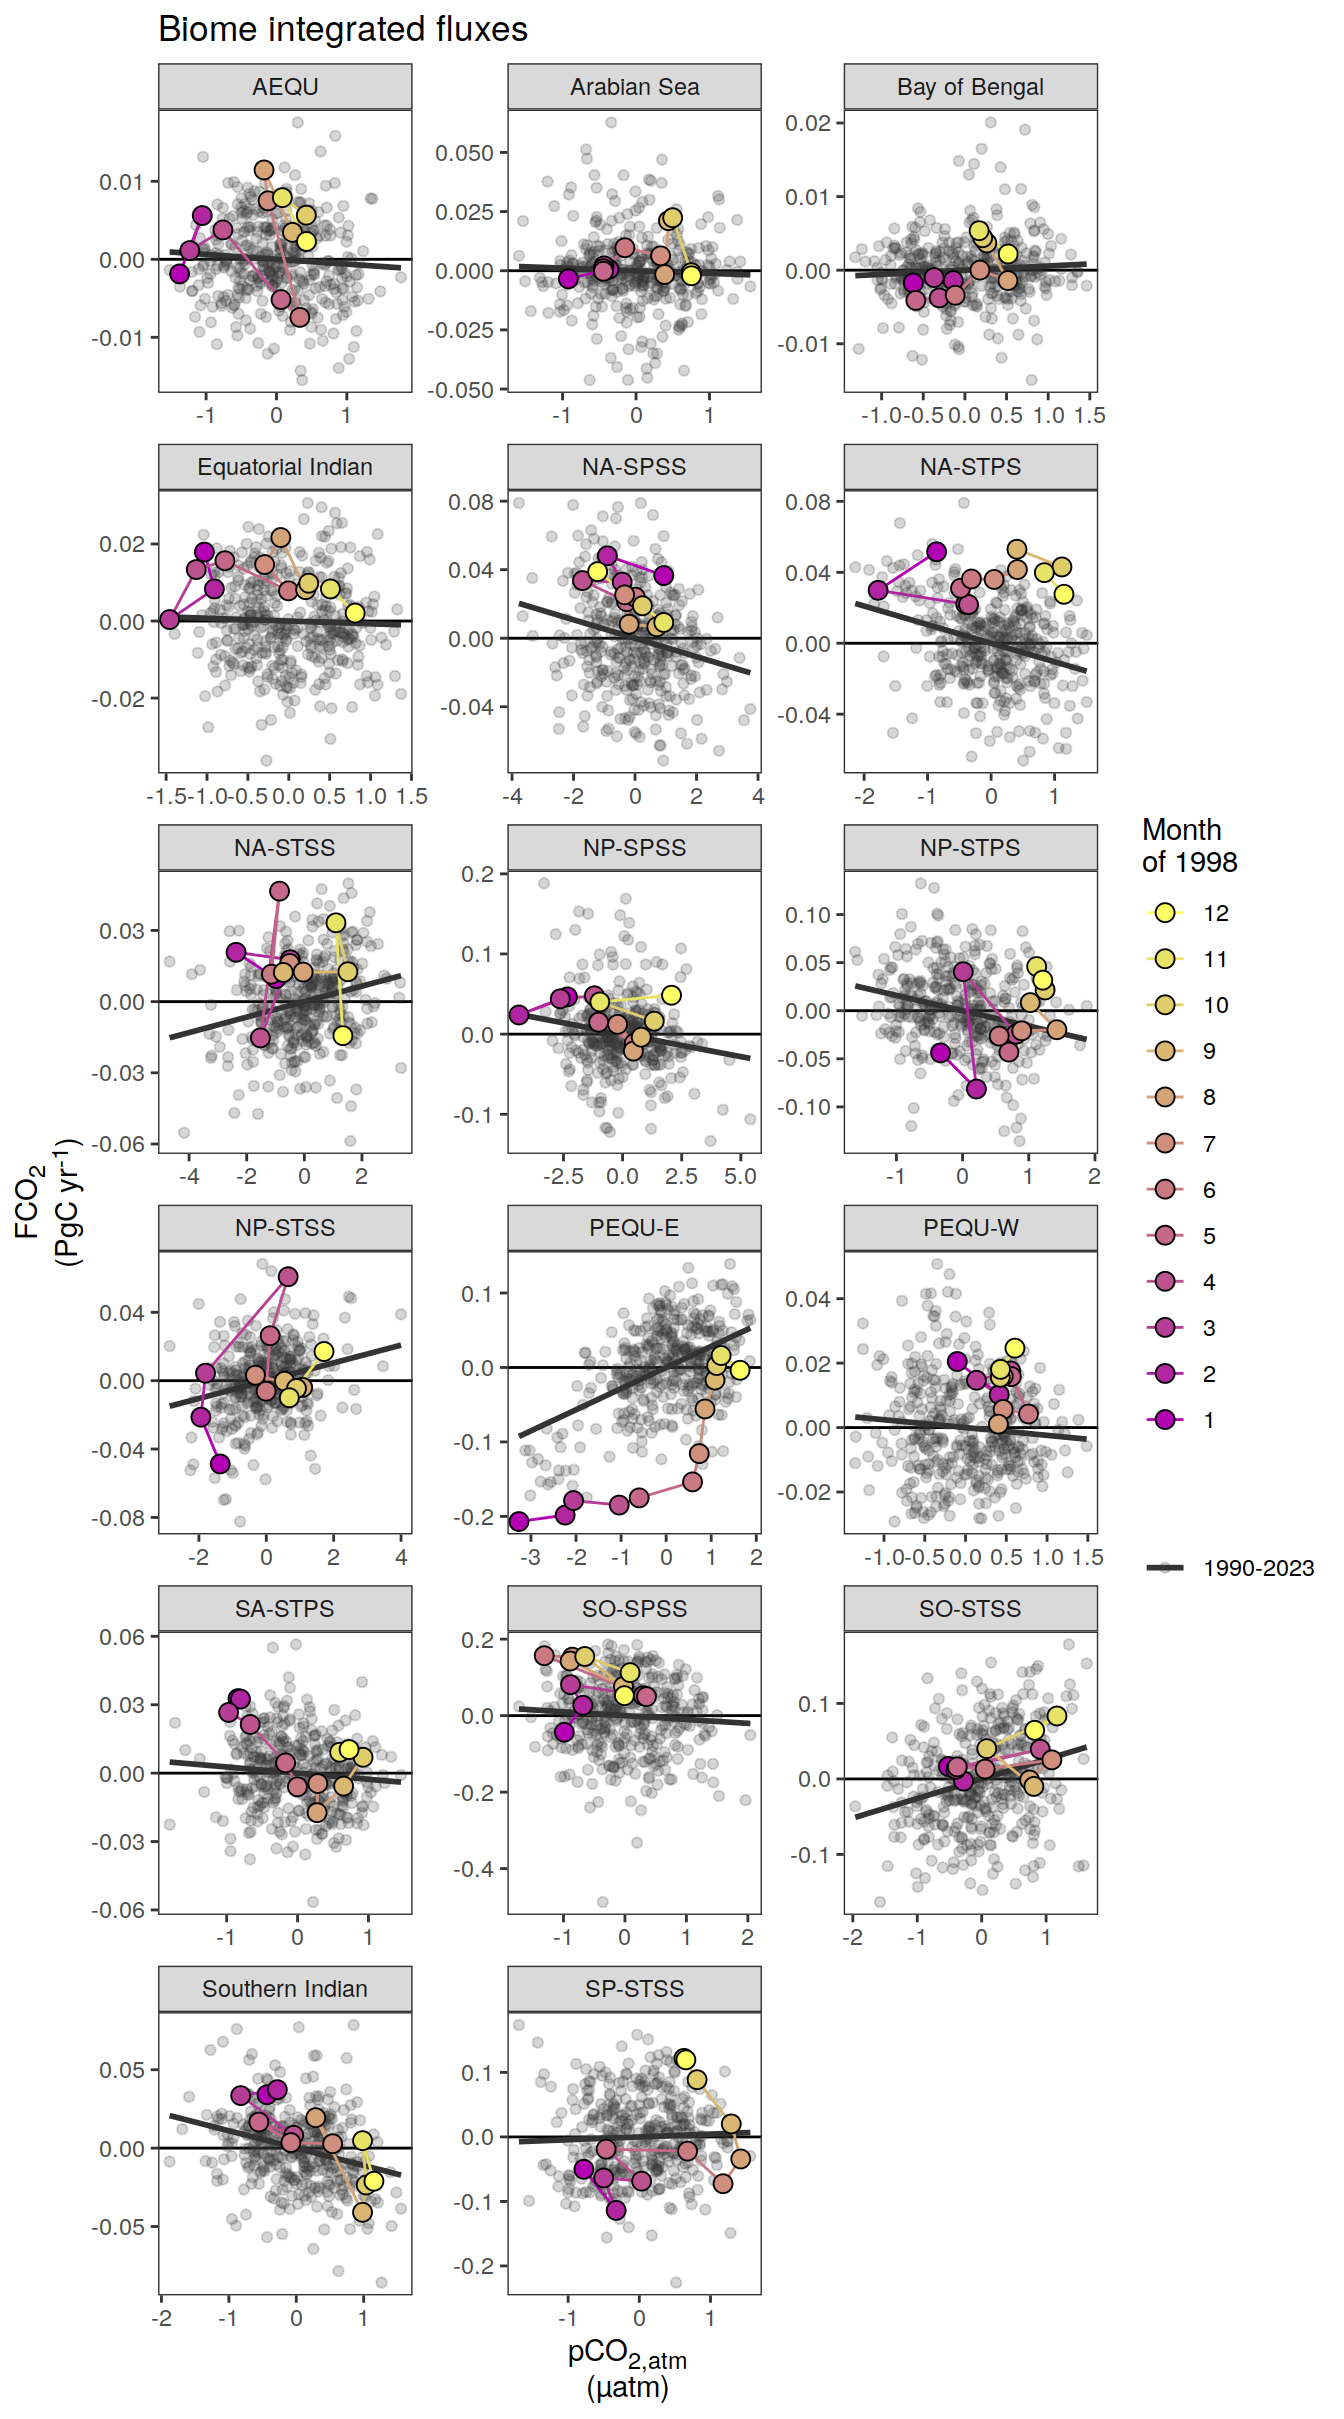 Biome integrated fluxes
AEQU
Arabian Sea
Bay of Bengal
0.01
0.00
-0.01
0.050
0.025
0.000
-0.025
-0.050
0.02
0.01
0.00
-0.01
-1 0 1
-1 0 1
-1.0 -0.5 0.0 0.5 1.0 1.5
Equatorial Indian
NA-SPSS
NA-STPS
0.02
0.00
-0.02
0.08
0.04
0.00
-0.04
0.08
0.04
0.00
-0.04
-1.5 -1.0 -0.5 0.0 0.5 1.0 1.5
-4 -2 0 2 4
-2 -1 0 1
NA-STSS
NP-SPSS
NP-STPS
0.03
0.00
-0.03
-0.06
0.2
0.1
0.0
-0.1
0.10
0.05
0.00
-0.05
-0.10
-4 -2 0 2
-2.5 0.0 2.5 5.0
-1 0 1 2
NP-STSS
PEQU-E
PEQU-W
0.04
0.00
-0.04
-0.08
0.1
0.0
-0.1
-0.2
0.04
0.02
0.00
-0.02
-2 0 2 4
-3 -2 -1 0 1 2
-1.0 -0.5 0.0 0.5 1.0 1.5
SA-STPS
SO-SPSS
SO-STSS
0.06
0.03
0.00
-0.03
-0.06
0.2
0.0
-0.2
-0.4
0.1
0.0
-0.1
-1 0 1
-1 0 1 2
-2 -1 0 1
Southern Indian
SP-STSS
0.05
0.00
-0.05
0.1
0.0
-0.1
-0.2
-2 -1 0 1
-1 0 1
FCO₂
(PgC yr⁻¹)
pCO₂,atm
(µatm)
Month
of 1998
12
11
10
9
8
7
6
5
4
3
2
1
1990-2023